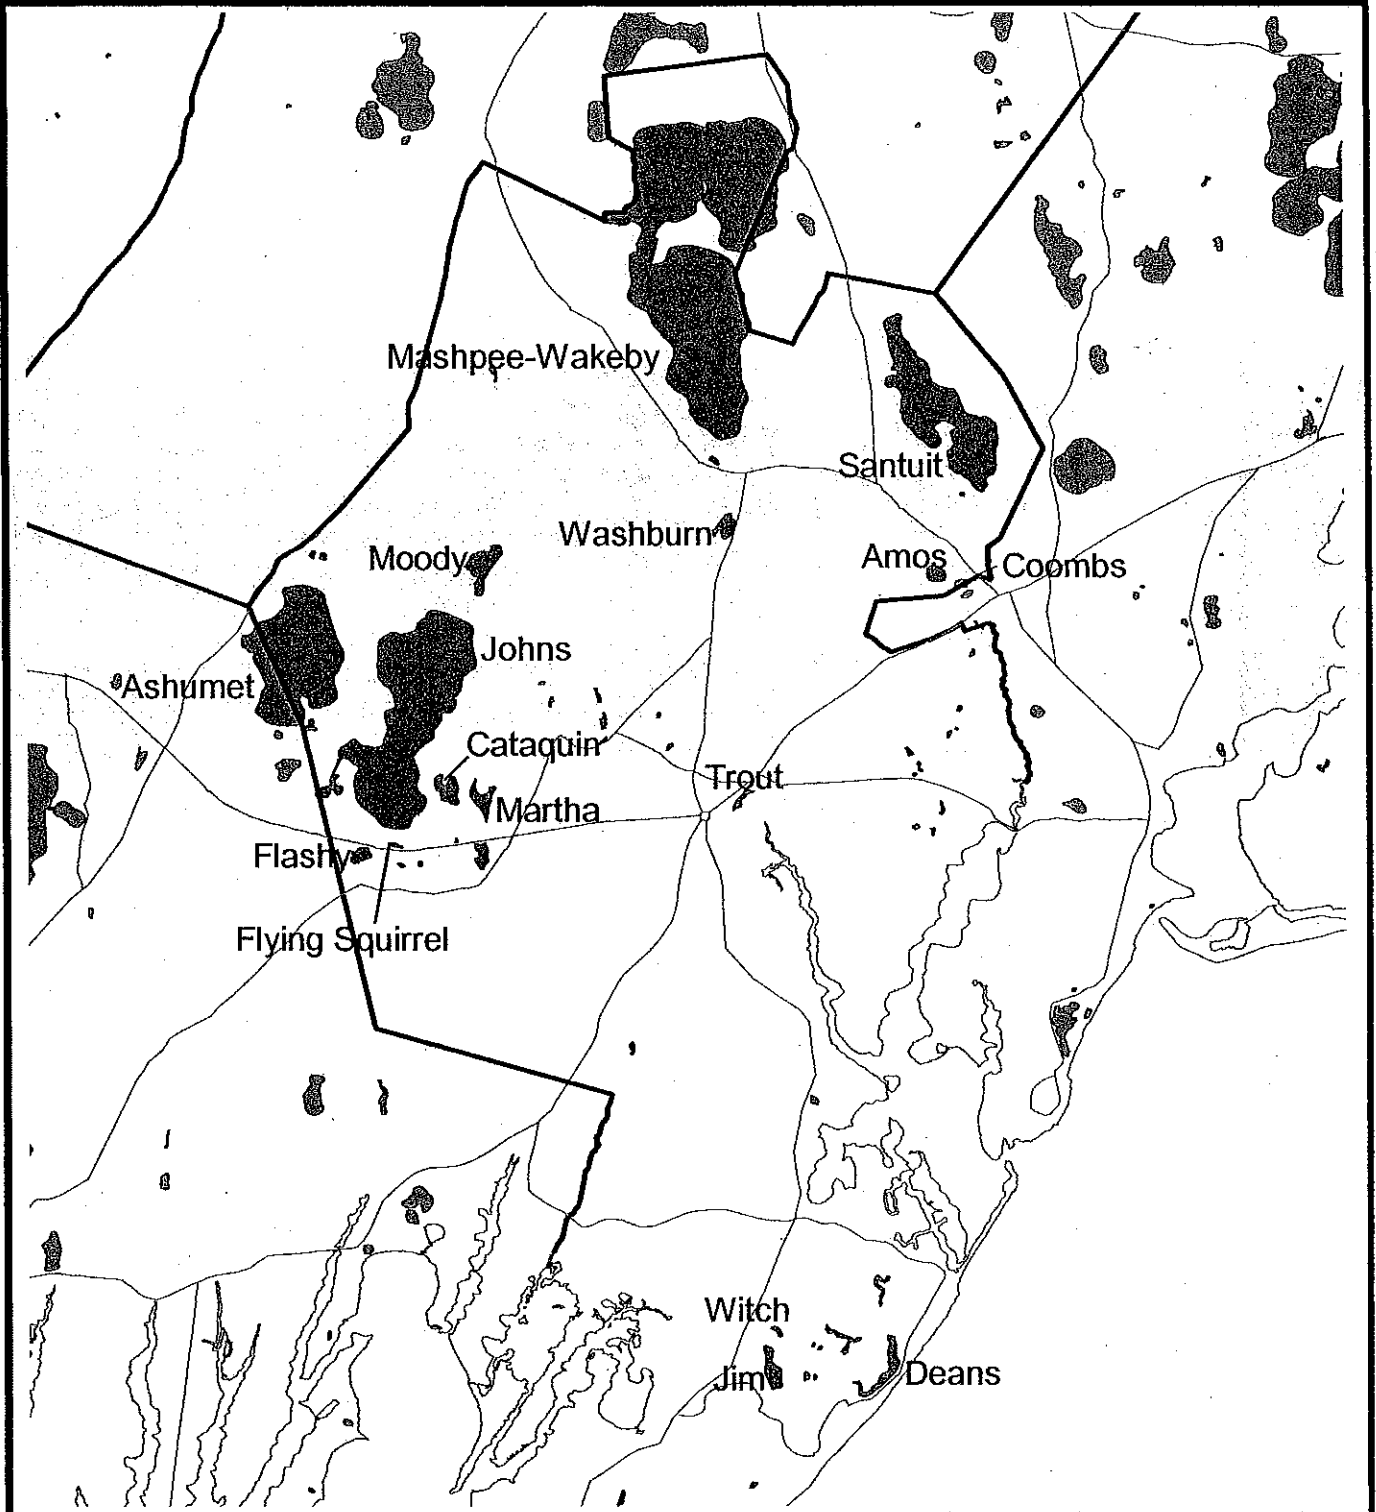 Mashpee-Wakeby
Santuit
Washburn
Amos
Coombs
Moody
Johns
Ashumet
Cataquin
Trout
Martha
Flashy
Flying Squirrel
Witch
Jim
Deans